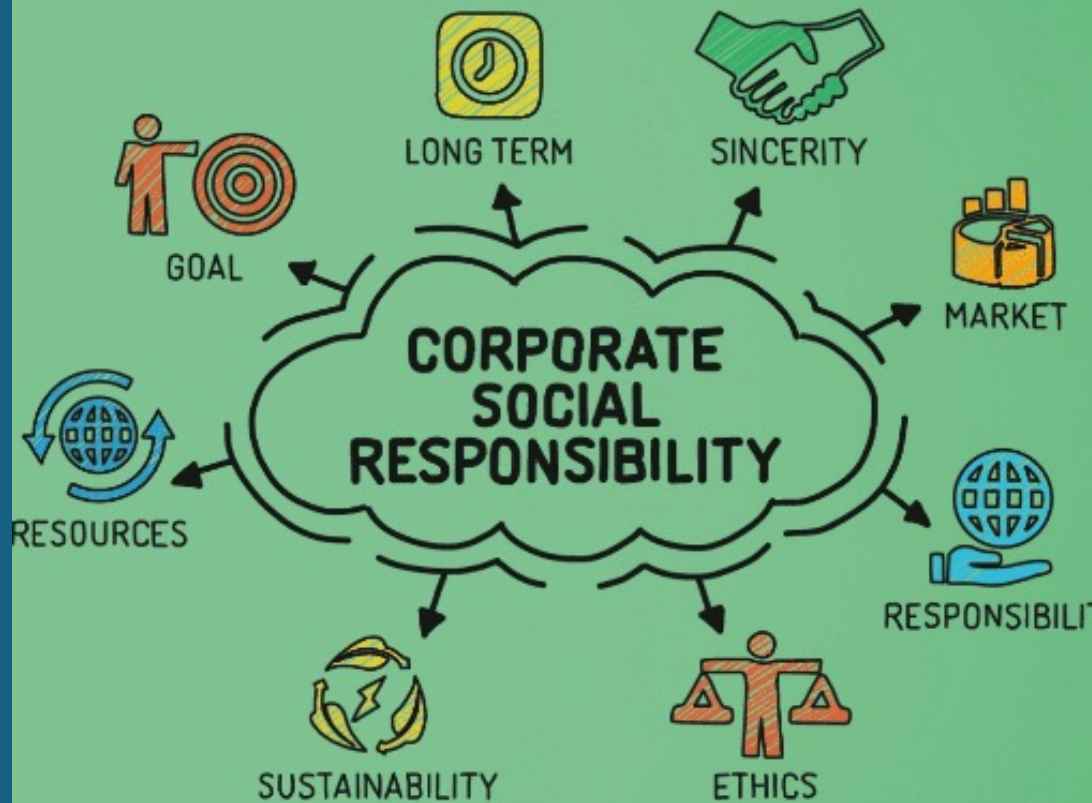 LONG TERM
SINCERITY
GOAL
MARKET
CORPORATE
SOCIAL
RESPONSIBILITY
RESOURCES
RESPONSIBILIT
SUSTAINABILITY
ETHICS